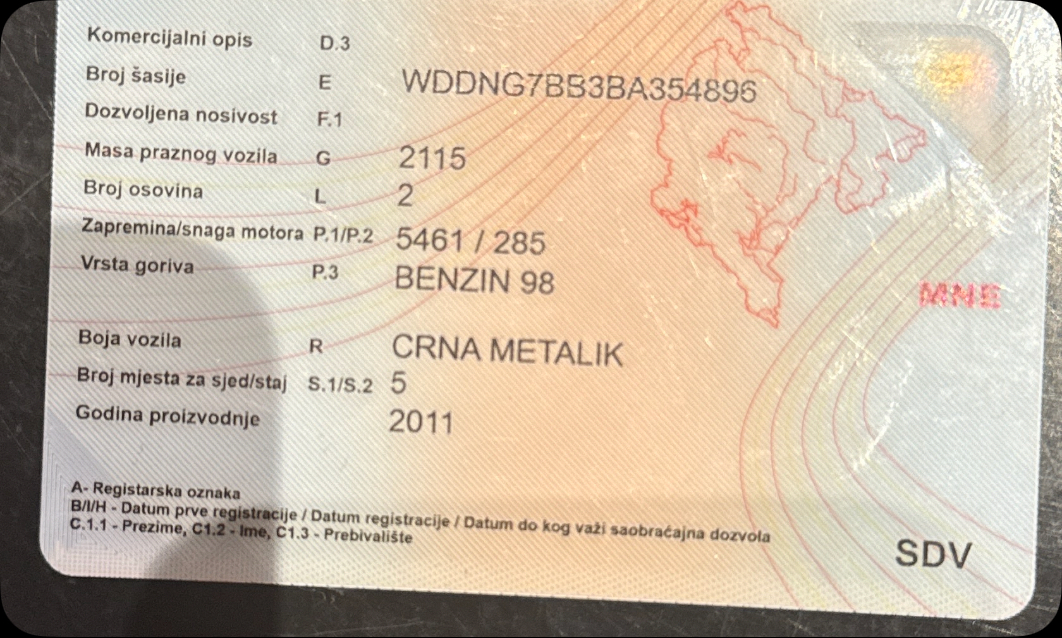 Komercijalni opis D.3
Broj šasije E WDDNG7BB3BA354896
Dozvoljena nosivost F.1
Masa praznog vozila G 2115
Broj osovina L 2
Zapremina/snaga motora P.1/P.2 5461 / 285
Vrsta goriva P.3 BENZIN 98
MNE
Boja vozila R CRNA METALIK
Broj mjesta za sjed/staj S.1/S.2 5
Godina proizvodnje 2011
A- Registarska oznaka
B/I/H - Datum prve registracije / Datum registracije / Datum do kog važi saobraćajna dozvola
C.1.1 - Prezime, C1.2 - Ime, C1.3 - Prebivalište
SDV